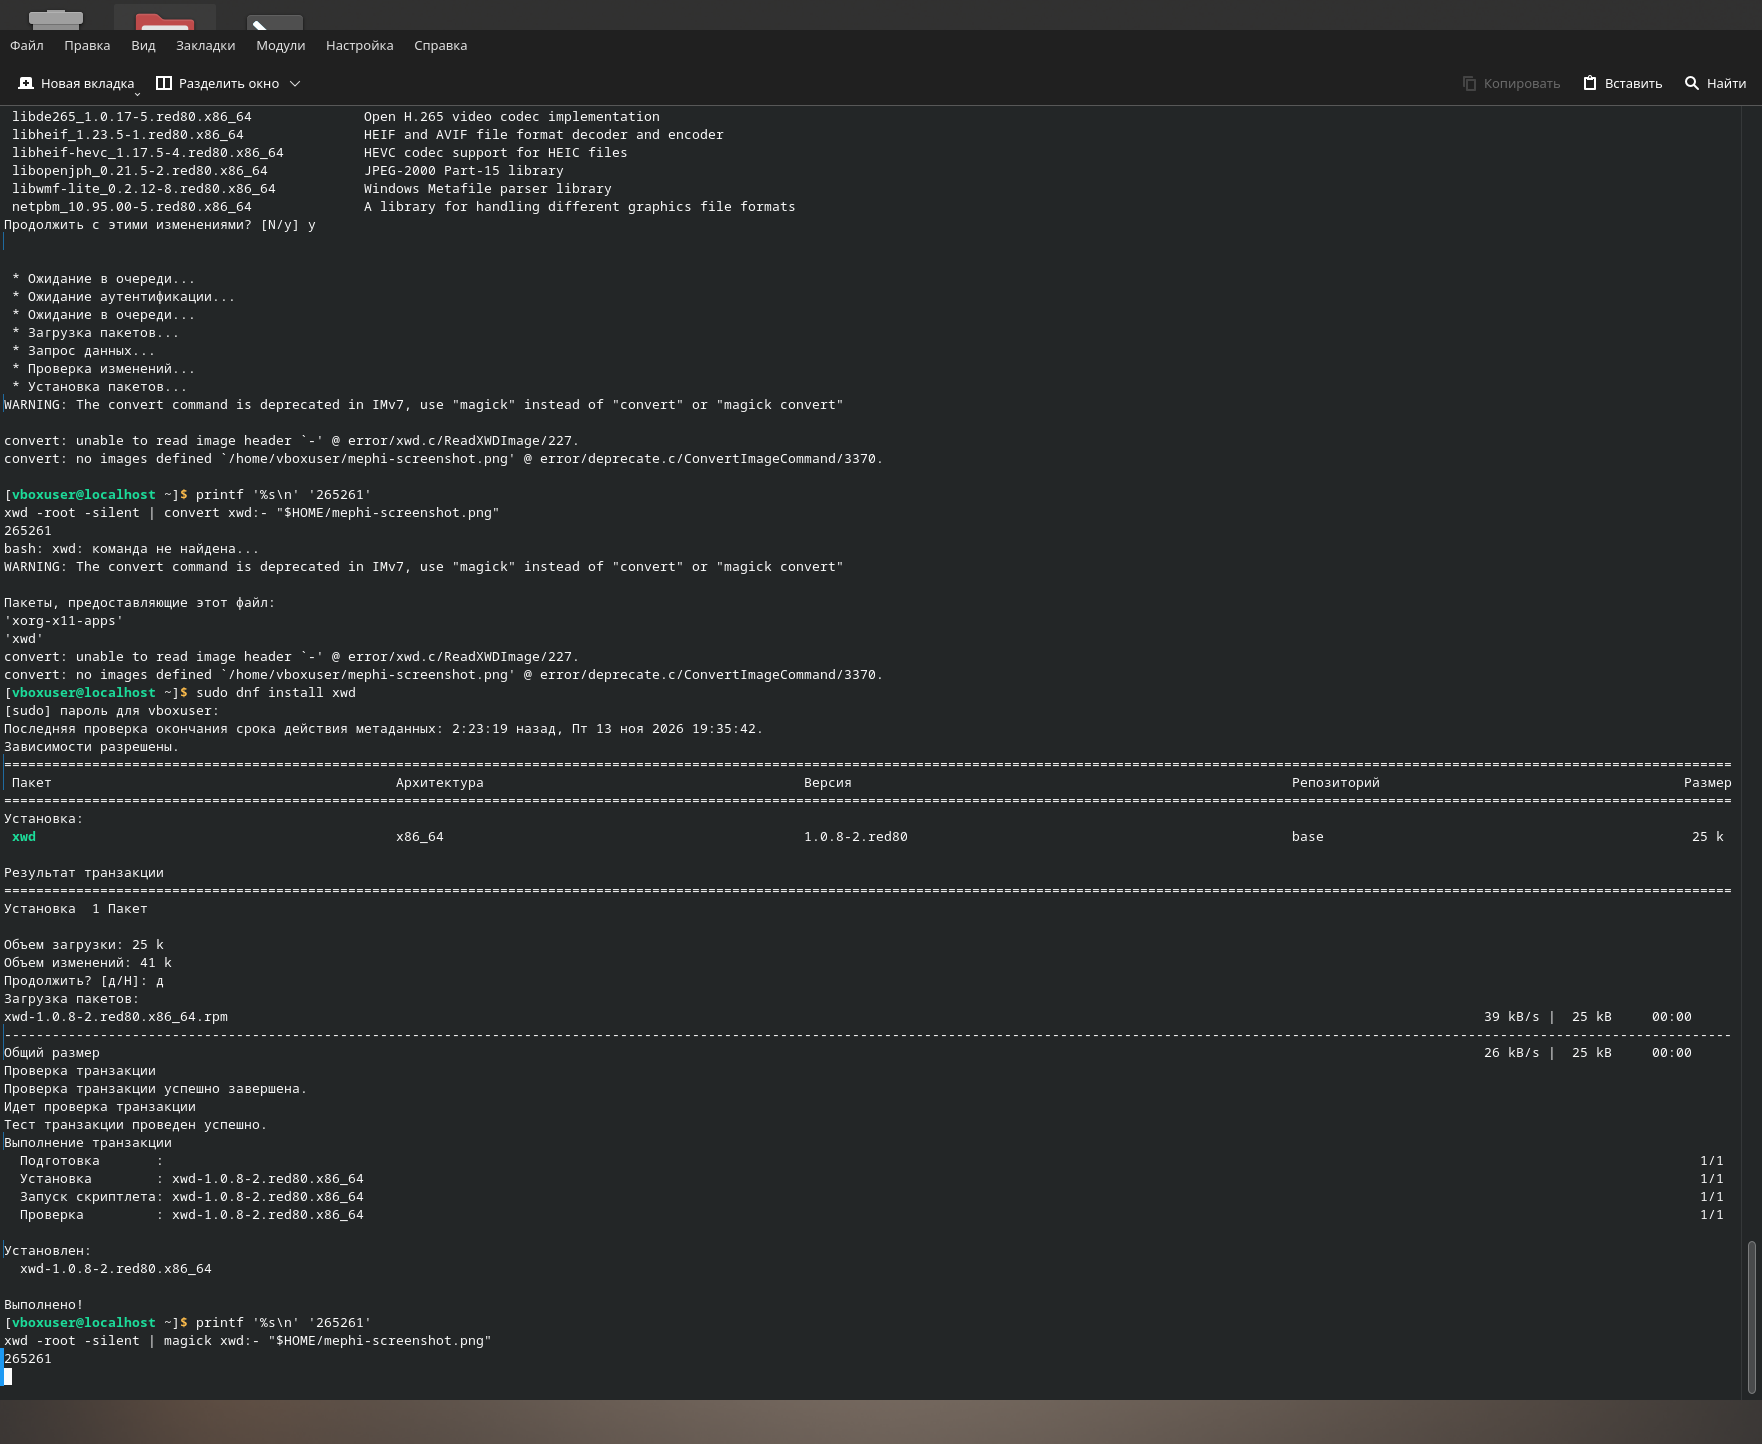 Файл Правка Вид Закладки Модули Настройка Справка
Новая вкладка Разделить окно Копировать Вставить Найти
libde265_1.0.17-5.red80.x86_64 Open H.265 video codec implementation
libheif_1.23.5-1.red80.x86_64 HEIF and AVIF file format decoder and encoder
libheif-hevc_1.17.5-4.red80.x86_64 HEVC codec support for HEIC files
libopenjph_0.21.5-2.red80.x86_64 JPEG-2000 Part-15 library
libwmf-lite_0.2.12-8.red80.x86_64 Windows Metafile parser library
netpbm_10.95.00-5.red80.x86_64 A library for handling different graphics file formats
Продолжить с этими изменениями? [N/y] y
* Ожидание в очереди...
* Ожидание аутентификации...
* Ожидание в очереди...
* Загрузка пакетов...
* Запрос данных...
* Проверка изменений...
* Установка пакетов...
WARNING: The convert command is deprecated in IMv7, use "magick" instead of "convert" or "magick convert"
convert: unable to read image header `-' @ error/xwd.c/ReadXWDImage/227.
convert: no images defined `/home/vboxuser/mephi-screenshot.png' @ error/deprecate.c/ConvertImageCommand/3370.
[vboxuser@localhost ~]$ printf '%s\n' '265261'
xwd -root -silent | convert xwd:- "$HOME/mephi-screenshot.png"
265261
bash: xwd: команда не найдена...
WARNING: The convert command is deprecated in IMv7, use "magick" instead of "convert" or "magick convert"
Пакеты, предоставляющие этот файл:
'xorg-x11-apps'
'xwd'
convert: unable to read image header `-' @ error/xwd.c/ReadXWDImage/227.
convert: no images defined `/home/vboxuser/mephi-screenshot.png' @ error/deprecate.c/ConvertImageCommand/3370.
[vboxuser@localhost ~]$ sudo dnf install xwd
[sudo] пароль для vboxuser:
Последняя проверка окончания срока действия метаданных: 2:23:19 назад, Пт 13 ноя 2026 19:35:42.
Зависимости разрешены.
Пакет Архитектура Версия Репозиторий Размер
Установка:
xwd x86_64 1.0.8-2.red80 base 25 k
Результат транзакции
Установка 1 Пакет
Объем загрузки: 25 k
Объем изменений: 41 k
Продолжить? [д/Н]: д
Загрузка пакетов:
xwd-1.0.8-2.red80.x86_64.rpm 39 kB/s | 25 kB 00:00
Общий размер 26 kB/s | 25 kB 00:00
Проверка транзакции
Проверка транзакции успешно завершена.
Идет проверка транзакции
Тест транзакции проведен успешно.
Выполнение транзакции
Подготовка : 1/1
Установка : xwd-1.0.8-2.red80.x86_64 1/1
Запуск скриптлета: xwd-1.0.8-2.red80.x86_64 1/1
Проверка : xwd-1.0.8-2.red80.x86_64 1/1
Установлен:
xwd-1.0.8-2.red80.x86_64
Выполнено!
[vboxuser@localhost ~]$ printf '%s\n' '265261'
xwd -root -silent | magick xwd:- "$HOME/mephi-screenshot.png"
265261